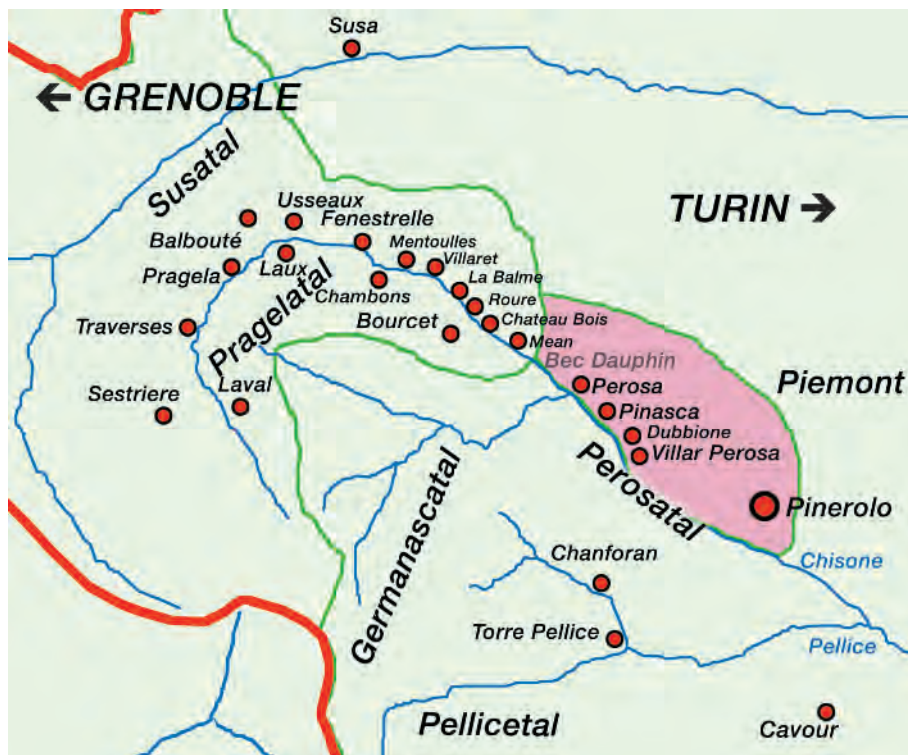 Susa
← GRENOBLE
Susatal
TURIN →
Usseaux
Fenestrelle
Balbouté
Mentoulles
Villaret
Pragela
Laux
La Balme
Chambons
Roure
Pragelatal
Traverses
Bourcet
Chateau Bois
Mean
Bec Dauphin
Piemont
Sestriere
Laval
Perosa
Pinasca
Dubbione
Villar Perosa
Perosatal
Pinerolo
Germanascatal
Chanforan
Chisone
Torre Pellice
Pellice
Pellicetal
Cavour